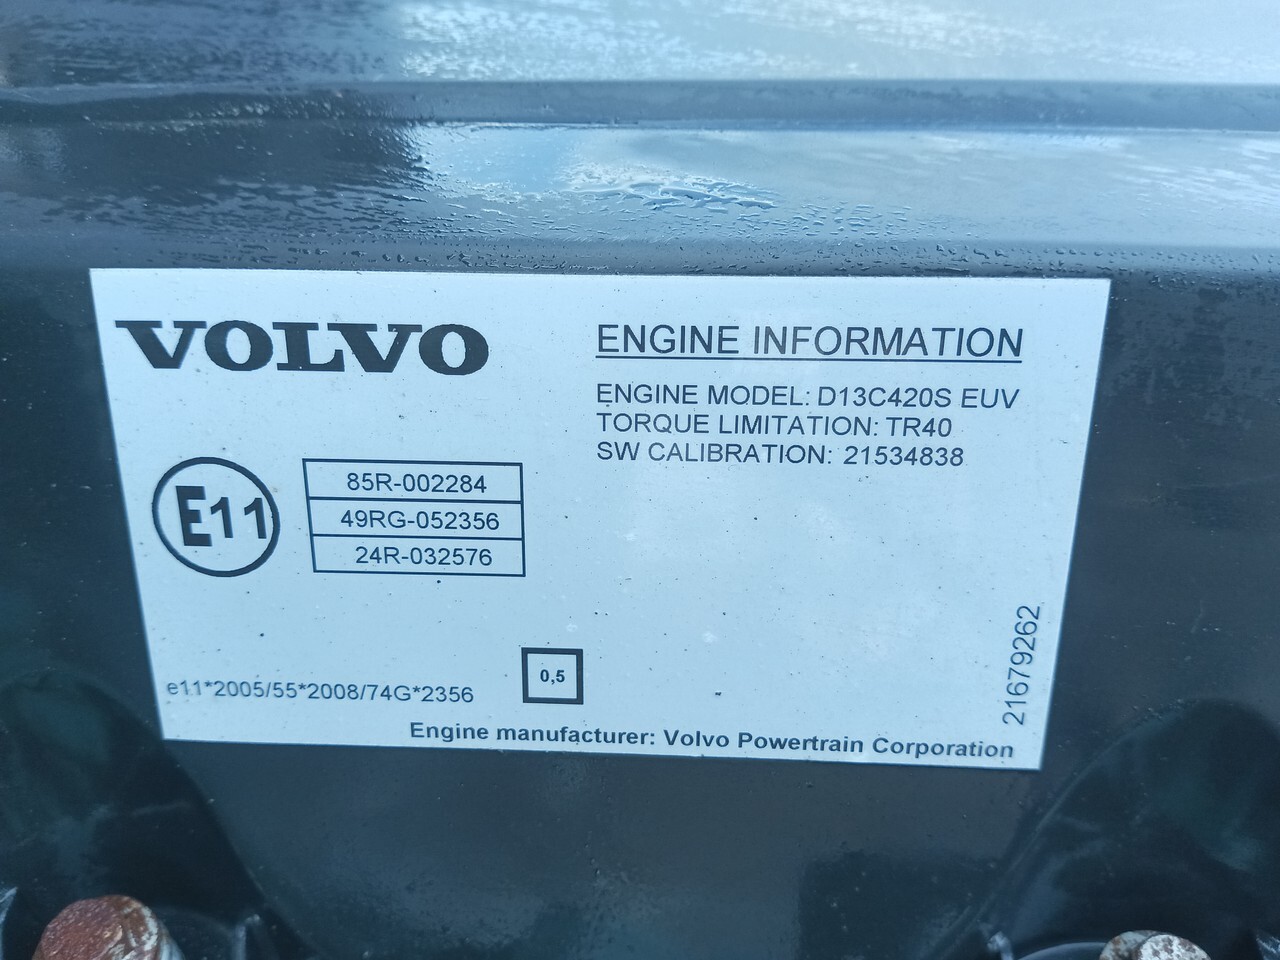 VOLVO
ENGINE INFORMATION
ENGINE MODEL: D13C420S EUV
TORQUE LIMITATION: TR40
SW CALIBRATION: 21534838
E11
85R-002284
49RG-052356
24R-032576
e11*2005/55*2008/74G*2356
0,5
21679262
Engine manufacturer: Volvo Powertrain Corporation